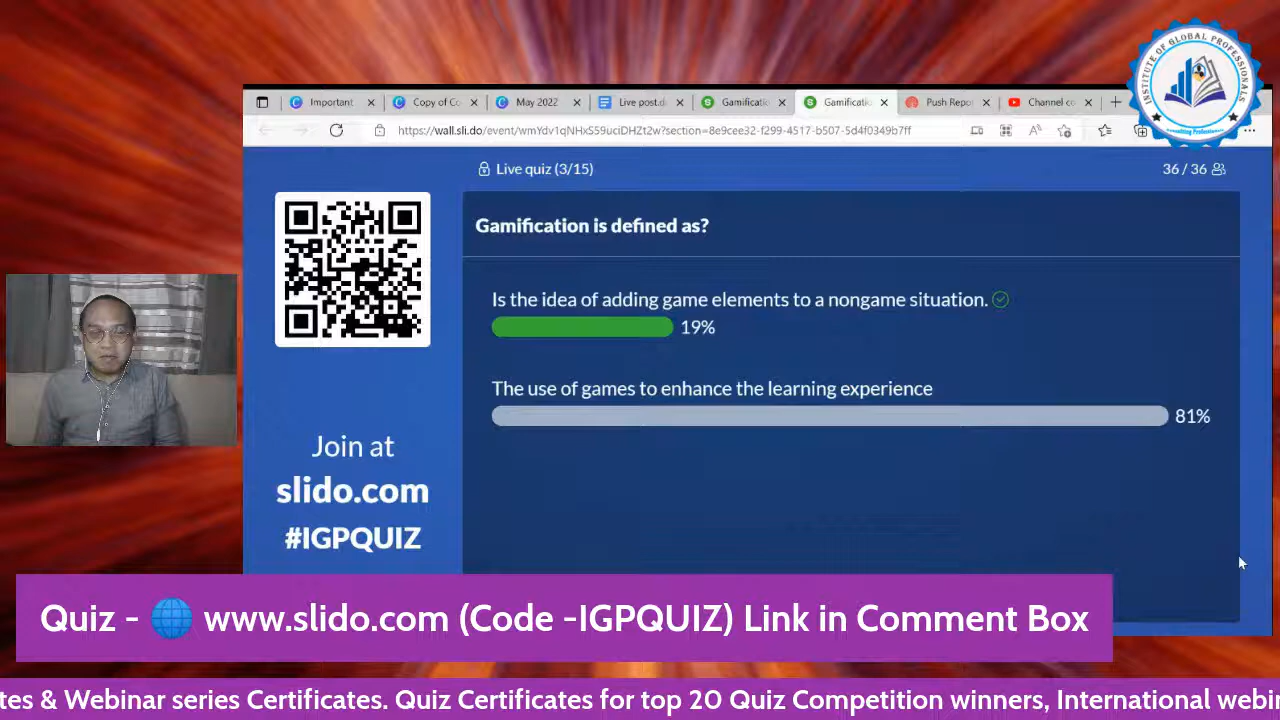 Important
Copy of Co
May 2022
Live post.d
Gamificatio
Gamificatio
Push Repo
Channel co
https://wall.sli.do/event/wmYdv1qNHxS59uciDHZt2w?section=8e9cee32-f299-4517-b507-5d4f0349b7ff
INSTITUTE OF GLOBAL PROFESSIONALS
Live quiz (3/15)
36 / 36
Gamification is defined as?
Is the idea of adding game elements to a nongame situation.
19%
The use of games to enhance the learning experience
81%
Join at
slido.com
#IGPQUIZ
Quiz - www.slido.com (Code -IGPQUIZ) Link in Comment Box
tes & Webinar series Certificates. Quiz Certificates for top 20 Quiz Competition winners, International webin